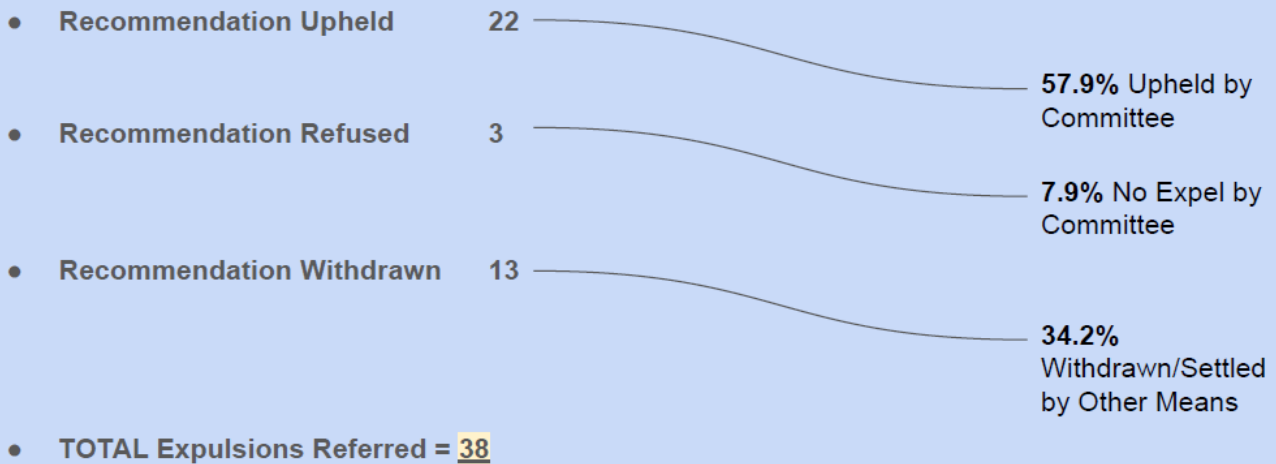 ● Recommendation Upheld 22
57.9% Upheld by
Committee
● Recommendation Refused 3
7.9% No Expel by
Committee
● Recommendation Withdrawn 13
34.2%
Withdrawn/Settled
by Other Means
● TOTAL Expulsions Referred = 38